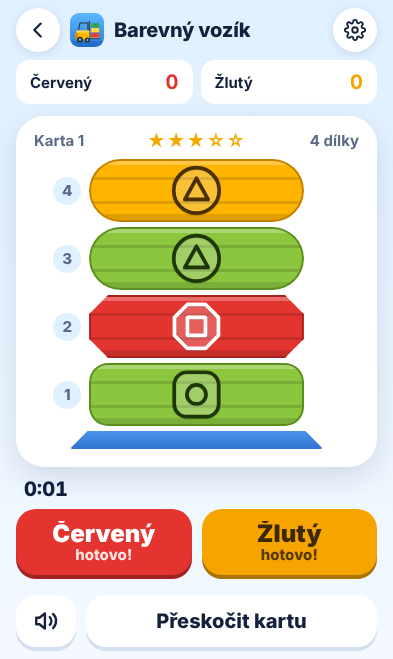 Barevný vozík
Červený 0
Žlutý 0
Karta 1 ★★★☆☆ 4 dílky
4
3
2
1
0:01
Červený
hotovo!
Žlutý
hotovo!
Přeskočit kartu